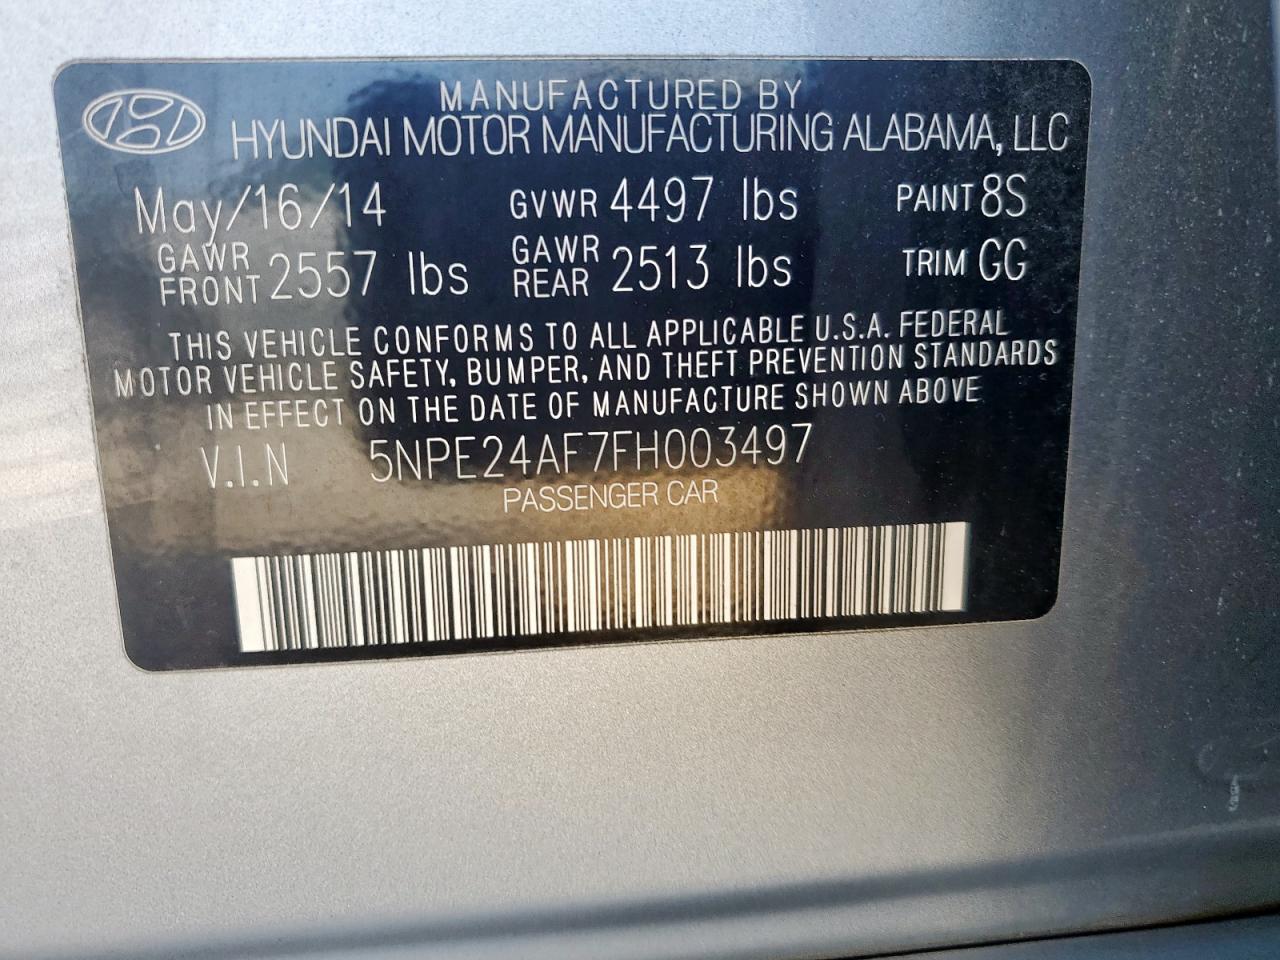 MANUFACTURED BY
HYUNDAI MOTOR MANUFACTURING ALABAMA, LLC
May/16/14 GVWR 4497 lbs PAINT 8S
GAWR FRONT 2557 lbs GAWR REAR 2513 lbs TRIM GG
THIS VEHICLE CONFORMS TO ALL APPLICABLE U.S.A. FEDERAL
MOTOR VEHICLE SAFETY, BUMPER, AND THEFT PREVENTION STANDARDS
IN EFFECT ON THE DATE OF MANUFACTURE SHOWN ABOVE
V.I.N 5NPE24AF7FH003497
PASSENGER CAR